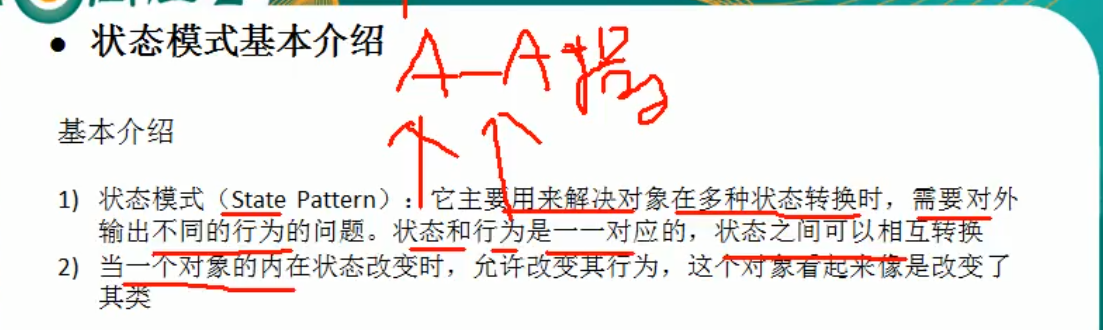 状态模式基本介绍
A—A
基本介绍
1) 状态模式（State Pattern）：它主要用来解决对象在多种状态转换时，需要对外
输出不同的行为的问题。状态和行为是一一对应的，状态之间可以相互转换
2) 当一个对象的内在状态改变时，允许改变其行为，这个对象看起来像是改变了
其类